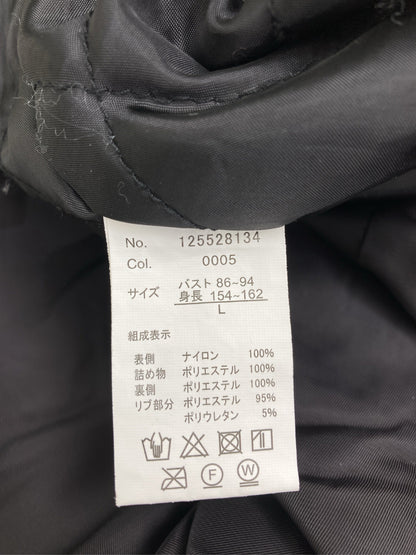 No. 125528134
Col. 0005
サイズ バスト 86~94
身長 154~162
L
組成表示
表側 ナイロン 100%
詰め物 ポリエステル 100%
裏側 ポリエステル 100%
リブ部分 ポリエステル 95%
ポリウレタン 5%
F W